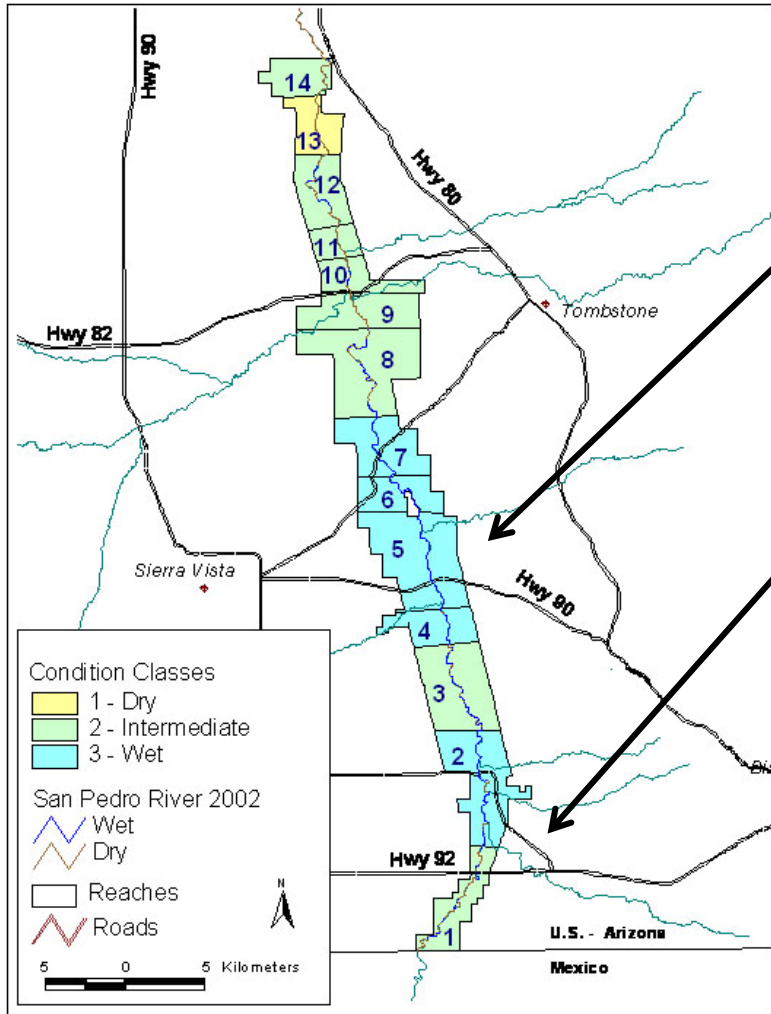 Hwy 90
14
13
12
Hwy 80
11
10
9
Tombstone
Hwy 82
8
7
6
5
Sierra Vista
Hwy 90
4
3
2
Condition Classes
1 - Dry
2 - Intermediate
3 - Wet
San Pedro River 2002
Wet
Dry
Reaches
Roads
N
5 0 5 Kilometers
Hwy 92
1
U.S. - Arizona
Mexico